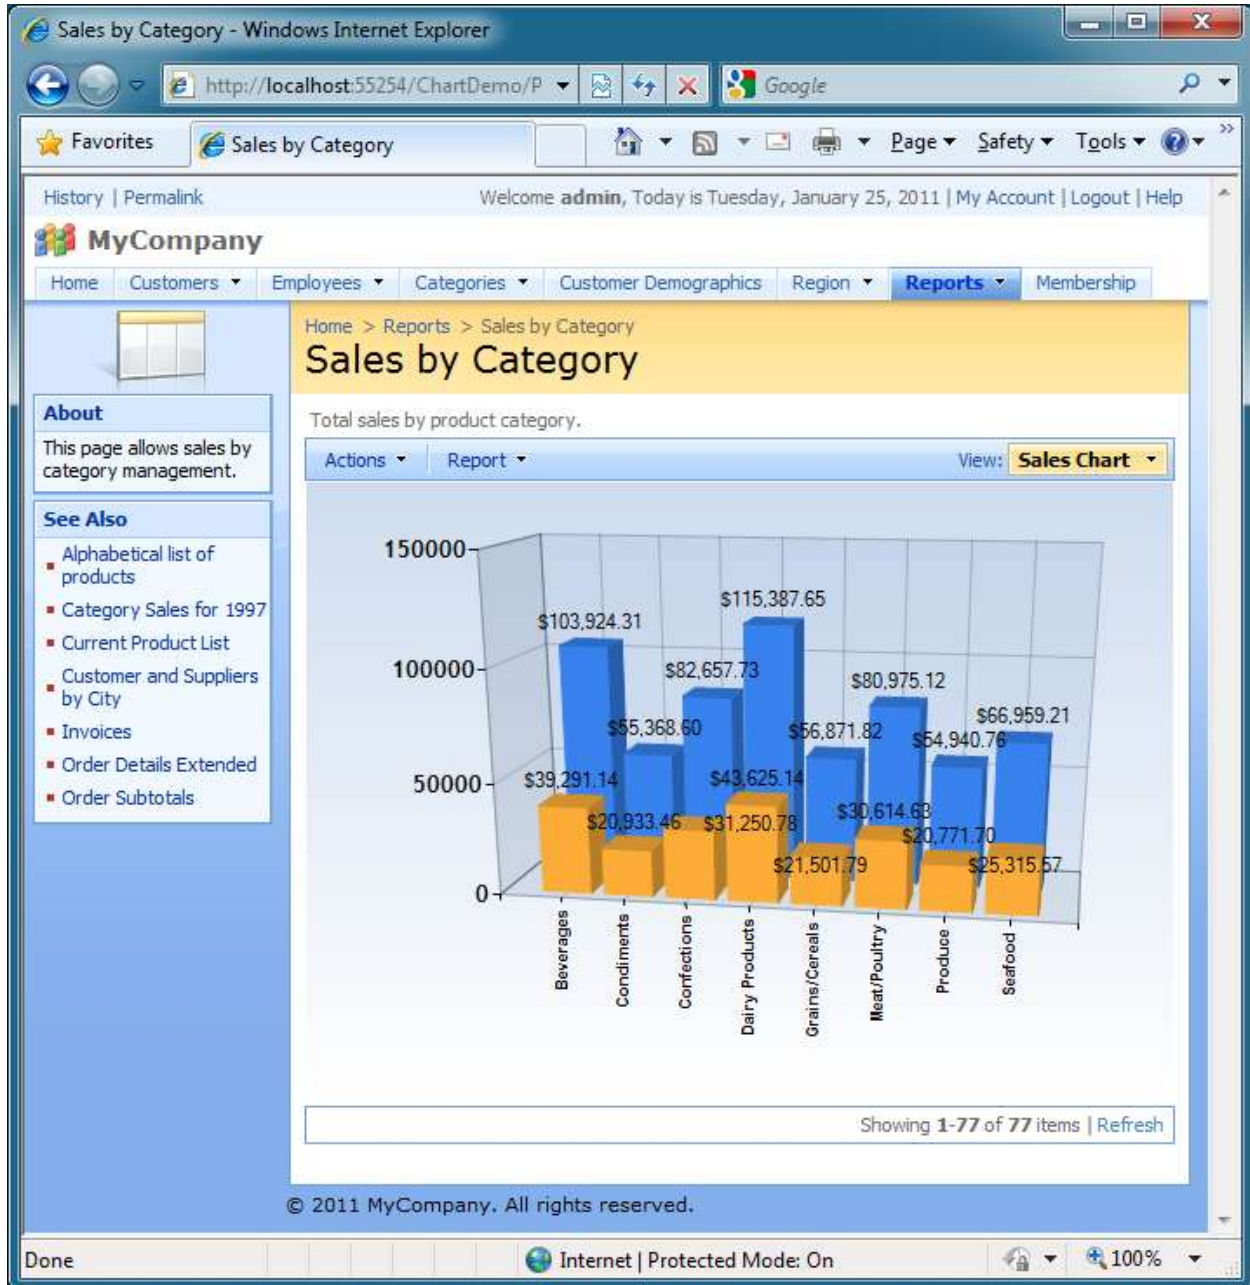 Sales by Category - Windows Internet Explorer
http://localhost:55254/ChartDemo/P
Google
Favorites
Sales by Category
Page
Safety
Tools
History | Permalink
Welcome admin, Today is Tuesday, January 25, 2011 | My Account | Logout | Help
MyCompany
Home Customers Employees Categories Customer Demographics Region Reports Membership
Home > Reports > Sales by Category
Sales by Category
About
This page allows sales by
category management.
See Also
Alphabetical list of
products
Category Sales for 1997
Current Product List
Customer and Suppliers
by City
Invoices
Order Details Extended
Order Subtotals
Total sales by product category.
Actions Report View: Sales Chart
150000
100000
50000
0
$103,924.31
$55,368.60
$82,657.73
$115,387.65
$56,871.82
$80,975.12
$54,940.76
$66,959.21
$39,291.14
$20,933.46
$31,250.78
$43,625.14
$21,501.79
$30,614.63
$20,771.70
$25,315.57
Beverages
Condiments
Confections
Dairy Products
Grains/Cereals
Meat/Poultry
Produce
Seafood
Showing 1-77 of 77 items | Refresh
© 2011 MyCompany. All rights reserved.
Done
Internet | Protected Mode: On
100%